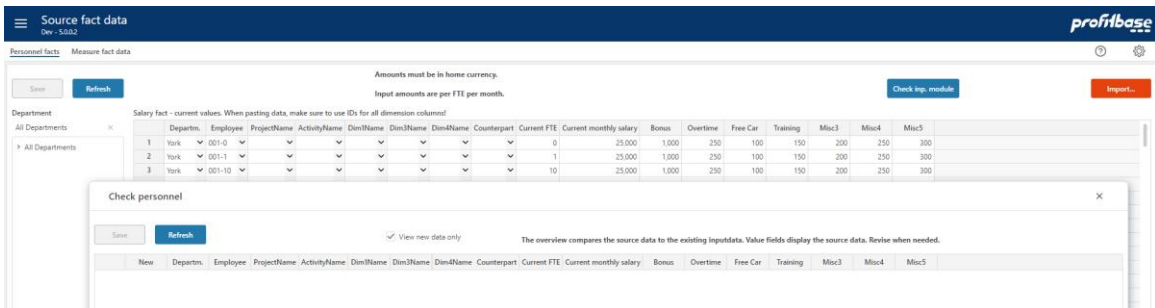 Source fact data
Dev - 5.0.0.2
profitbase
Personnel facts Measure fact data
Amounts must be in home currency.
Save Refresh Check inp. module Import...
Input amounts are per FTE per month.
Department Salary fact - current values. When pasting data, make sure to use IDs for all dimension columns!
All Departments Departm. Employee ProjectName ActivityName Dim1Name Dim3Name Dim4Name Counterpart Current FTE Current monthly salary Bonus Overtime Free Car Training Misc3 Misc4 Misc5
All Departments 1 York 001-0 0 25,000 1,000 250 100 150 200 250 300
2 York 001-1 1 25,000 1,000 250 100 150 200 250 300
3 York 001-10 10 25,000 1,000 250 100 150 200 250 300
Check personnel
Save Refresh View new data only The overview compares the source data to the existing inputdata. Value fields display the source data. Revise when needed.
New Departm. Employee ProjectName ActivityName Dim1Name Dim3Name Dim4Name Counterpart Current FTE Current monthly salary Bonus Overtime Free Car Training Misc3 Misc4 Misc5